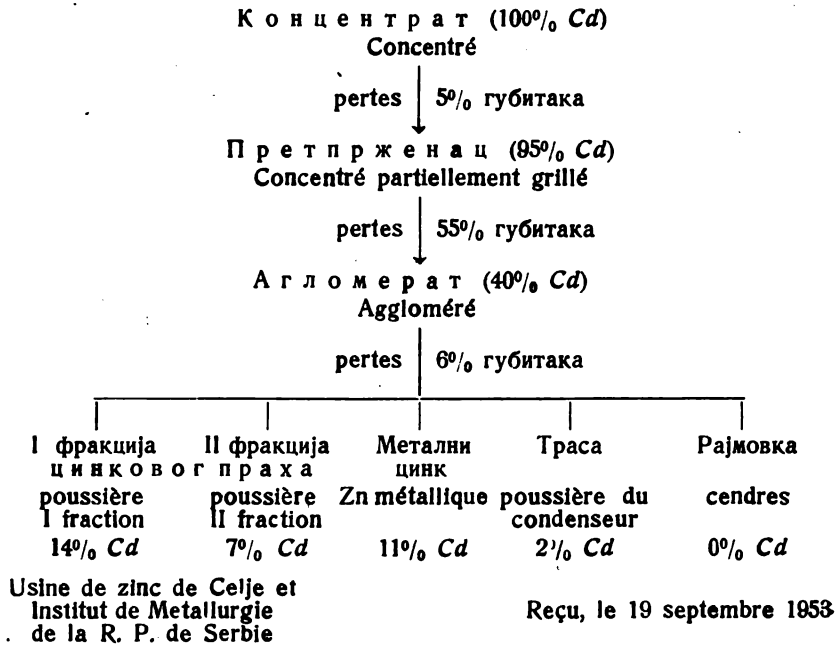 Концентрат (100% Cd)
Concentré
pertes 5% губитака
Претпрженац (95% Cd)
Concentré partiellement grillé
pertes 55% губитака
Агломерат (40% Cd)
Aggloméré
pertes 6% губитака
I фракција II фракција Метални Траса Рајмовка
цинковог праха цинк
poussière poussière Zn métallique poussière du cendres
I fraction II fraction condenseur
14% Cd 7% Cd 11% Cd 2% Cd 0% Cd
Usine de zinc de Celje et
Institut de Metallurgie Reçu, le 19 septembre 1953
de la R. P. de Serbie